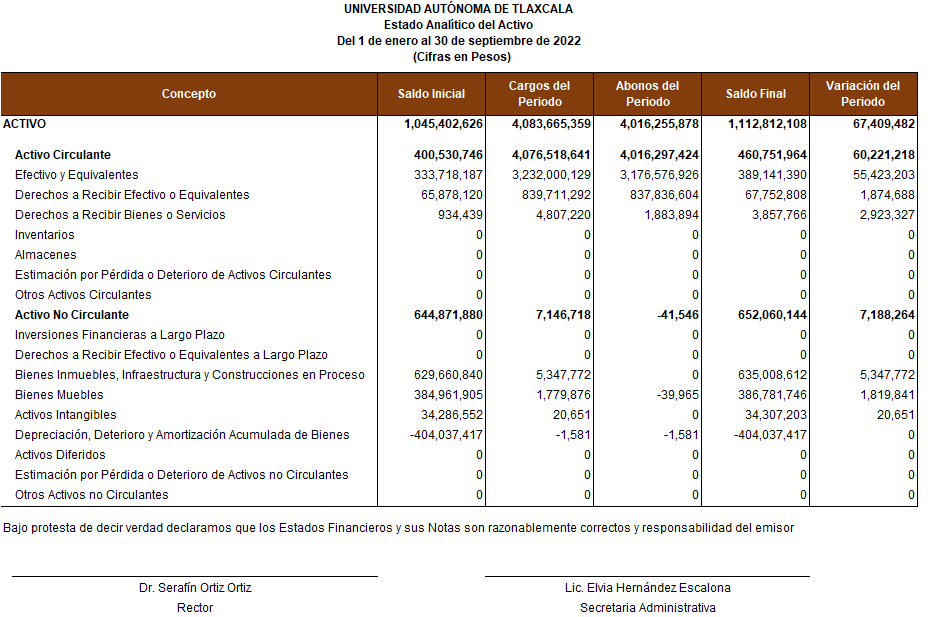 UNIVERSIDAD AUTÓNOMA DE TLAXCALA
Estado Analítico del Activo
Del 1 de enero al 30 de septiembre de 2022
(Cifras en Pesos)
Concepto Saldo Inicial Cargos del Periodo Abonos del Periodo Saldo Final Variación del Periodo
ACTIVO 1,045,402,626 4,083,665,359 4,016,255,878 1,112,812,108 67,409,482
Activo Circulante 400,530,746 4,076,518,641 4,016,297,424 460,751,964 60,221,218
Efectivo y Equivalentes 333,718,187 3,232,000,129 3,176,576,926 389,141,390 55,423,203
Derechos a Recibir Efectivo o Equivalentes 65,878,120 839,711,292 837,836,604 67,752,808 1,874,688
Derechos a Recibir Bienes o Servicios 934,439 4,807,220 1,883,894 3,857,766 2,923,327
Inventarios 0 0 0 0 0
Almacenes 0 0 0 0 0
Estimación por Pérdida o Deterioro de Activos Circulantes 0 0 0 0 0
Otros Activos Circulantes 0 0 0 0 0
Activo No Circulante 644,871,880 7,146,718 -41,546 652,060,144 7,188,264
Inversiones Financieras a Largo Plazo 0 0 0 0 0
Derechos a Recibir Efectivo o Equivalentes a Largo Plazo 0 0 0 0 0
Bienes Inmuebles, Infraestructura y Construcciones en Proceso 629,660,840 5,347,772 0 635,008,612 5,347,772
Bienes Muebles 384,961,905 1,779,876 -39,965 386,781,746 1,819,841
Activos Intangibles 34,286,552 20,651 0 34,307,203 20,651
Depreciación, Deterioro y Amortización Acumulada de Bienes -404,037,417 -1,581 -1,581 -404,037,417 0
Activos Diferidos 0 0 0 0 0
Estimación por Pérdida o Deterioro de Activos no Circulantes 0 0 0 0 0
Otros Activos no Circulantes 0 0 0 0 0
Bajo protesta de decir verdad declaramos que los Estados Financieros y sus Notas son razonablemente correctos y responsabilidad del emisor
Dr. Serafín Ortiz Ortiz Lic. Elvia Hernández Escalona
Rector Secretaria Administrativa